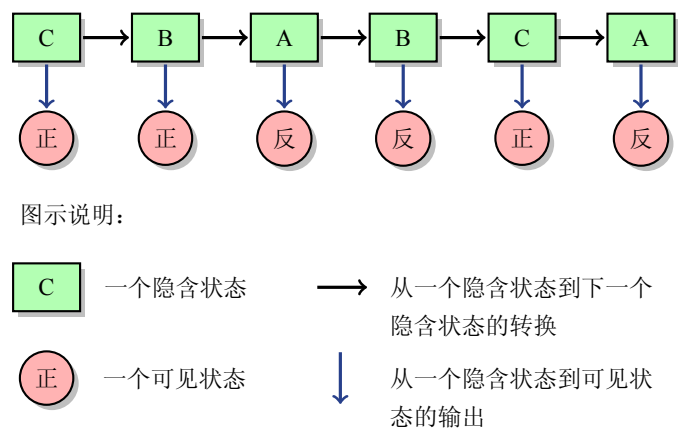 C B A B C A
正 正 反 反 正 反
图示说明：
C 一个隐含状态 从一个隐含状态到下一个
隐含状态的转换
正 一个可见状态 从一个隐含状态到可见状
态的输出